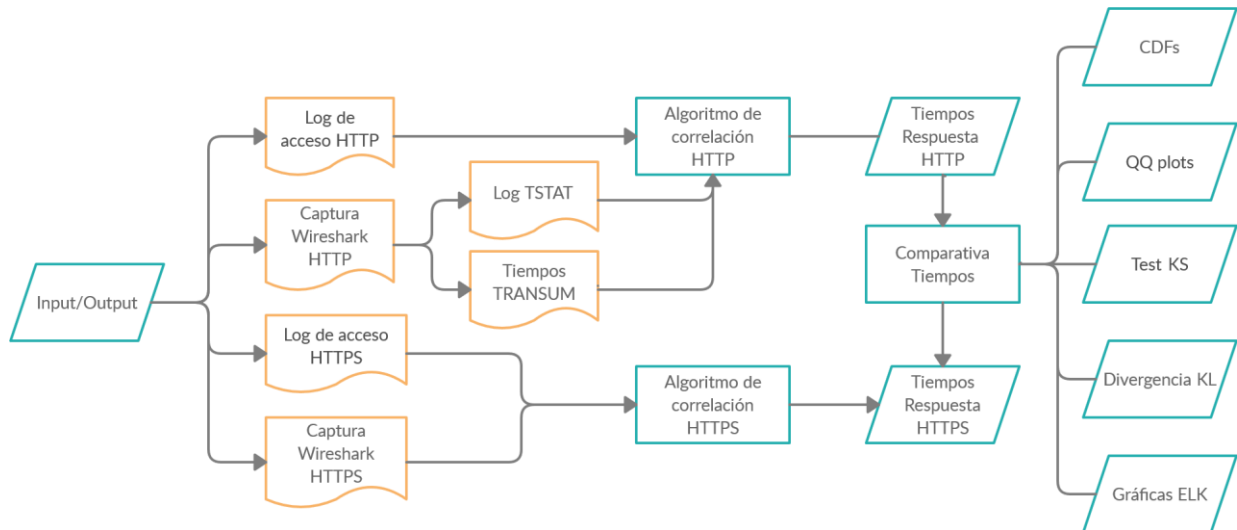 Input/Output
Log de
acceso HTTP
Captura
Wireshark
HTTP
Log de acceso
HTTPS
Captura
Wireshark
HTTPS
Log TSTAT
Tiempos
TRANSUM
Algoritmo de
correlación
HTTP
Algoritmo de
correlación
HTTPS
Tiempos
Respuesta
HTTP
Comparativa
Tiempos
Tiempos
Respuesta
HTTPS
CDFs
QQ plots
Test KS
Divergencia KL
Gráficas ELK